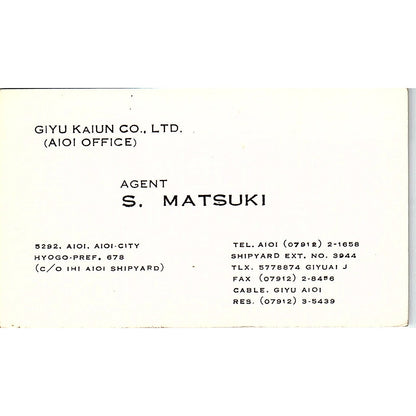 GIYU KAIUN CO., LTD.
(AIOI OFFICE)
AGENT
S. MATSUKI
5292, AIOI, AIOI-CITY
HYOGO-PREF. 678
(C/O IHI AIOI SHIPYARD)
TEL. AIOI (07912) 2-1658
SHIPYARD EXT. NO. 3944
TLX. 5778874 GIYUAI J
FAX (07912) 2-8456
CABLE. GIYU AIOI
RES. (07912) 3-5439